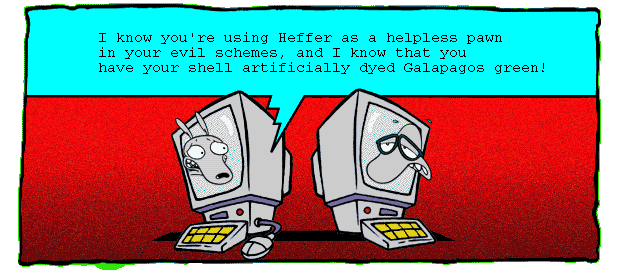 I know you're using Heffer as a helpless pawn
in your evil schemes, and I know that you
have your shell artificially dyed Galapagos green!